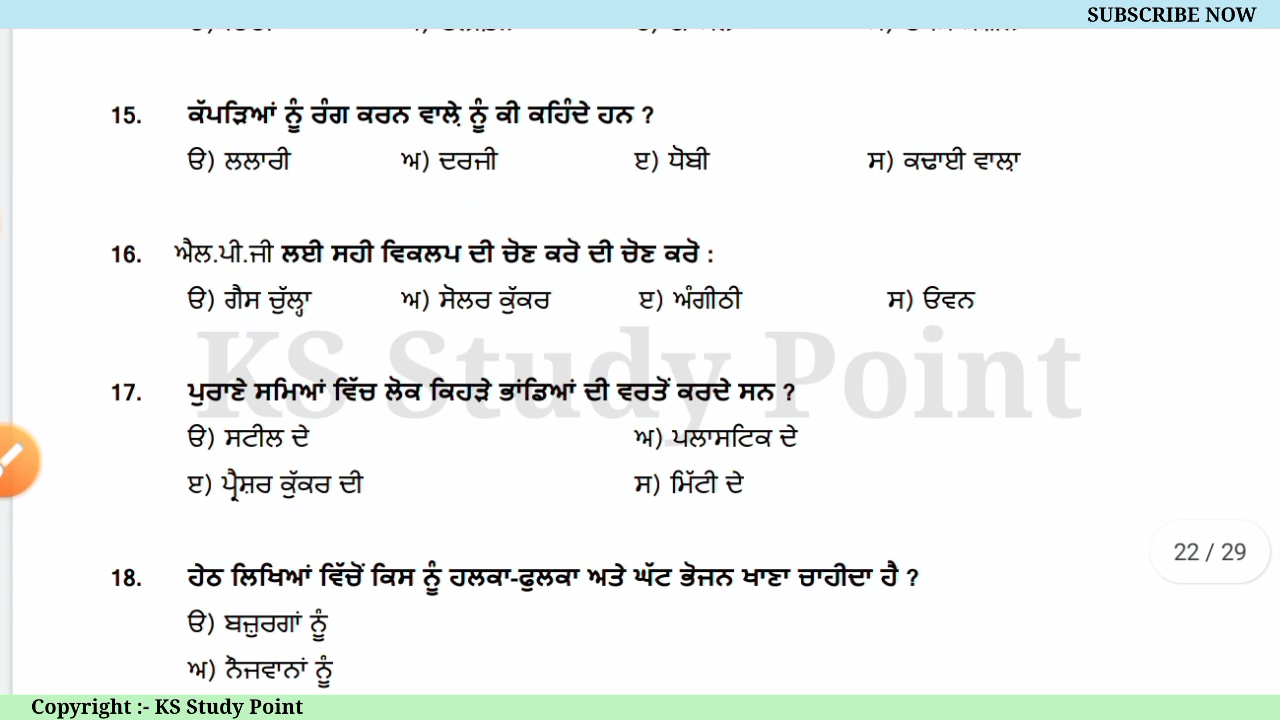 SUBSCRIBE NOW
15. ਕੱਪੜਿਆਂ ਨੂੰ ਰੰਗ ਕਰਨ ਵਾਲ਼ੇ ਨੂੰ ਕੀ ਕਹਿੰਦੇ ਹਨ ?
ੳ) ਲਲਾਰੀ ਅ) ਦਰਜੀ ੲ) ਧੋਬੀ ਸ) ਕਢਾਈ ਵਾਲ਼ਾ
16. ਐਲ.ਪੀ.ਜੀ ਲਈ ਸਹੀ ਵਿਕਲਪ ਦੀ ਚੋਣ ਕਰੋ ਦੀ ਚੋਣ ਕਰੋ :
ੳ) ਗੈਸ ਚੁੱਲ੍ਹਾ ਅ) ਸੋਲਰ ਕੁੱਕਰ ੲ) ਅੰਗੀਠੀ ਸ) ਓਵਨ
KS Study Point
17. ਪੁਰਾਣੇ ਸਮਿਆਂ ਵਿੱਚ ਲੋਕ ਕਿਹੜੇ ਭਾਂਡਿਆਂ ਦੀ ਵਰਤੋਂ ਕਰਦੇ ਸਨ ?
ੳ) ਸਟੀਲ ਦੇ ਅ) ਪਲਾਸਟਿਕ ਦੇ
ੲ) ਪ੍ਰੈਸ਼ਰ ਕੁੱਕਰ ਦੀ ਸ) ਮਿੱਟੀ ਦੇ
22 / 29
18. ਹੇਠ ਲਿਖਿਆਂ ਵਿੱਚੋਂ ਕਿਸ ਨੂੰ ਹਲਕਾ-ਫੁਲਕਾ ਅਤੇ ਘੱਟ ਭੋਜਨ ਖਾਣਾ ਚਾਹੀਦਾ ਹੈ ?
ੳ) ਬਜ਼ੁਰਗਾਂ ਨੂੰ
ਅ) ਨੌਜਵਾਨਾਂ ਨੂੰ
Copyright :- KS Study Point